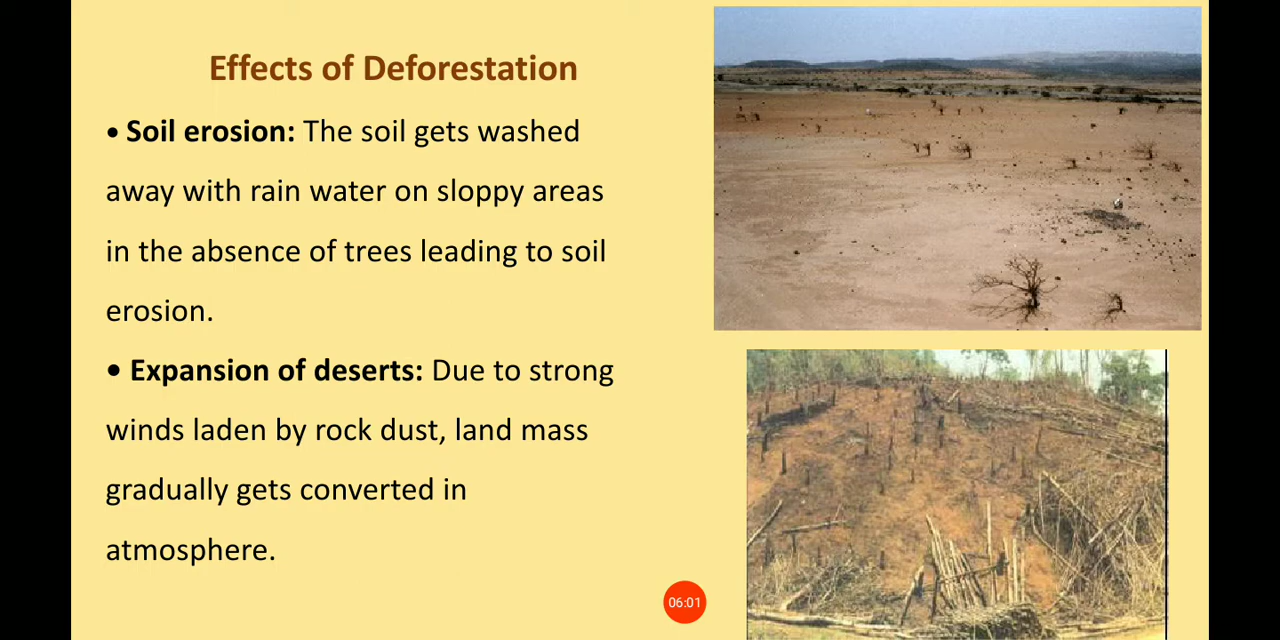 Effects of Deforestation
• Soil erosion: The soil gets washed
away with rain water on sloppy areas
in the absence of trees leading to soil
erosion.
• Expansion of deserts: Due to strong
winds laden by rock dust, land mass
gradually gets converted in
atmosphere.
06:01